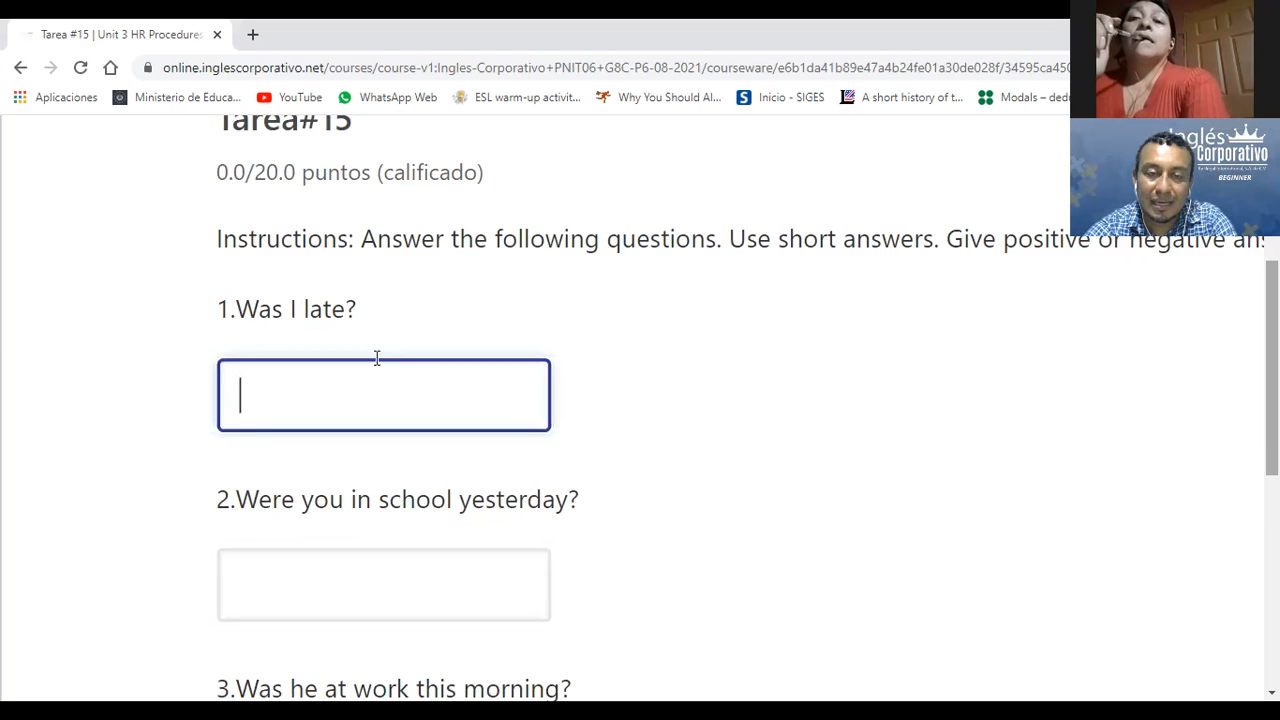 Tarea #15 | Unit 3 HR Procedures
online.inglescorporativo.net/courses/course-v1:Ingles-Corporativo+PNIT06+G8C-P6-08-2021/courseware/e6b1da41b89e47a4b24fe01a30de028f/34595ca450
Aplicaciones
Ministerio de Educa...
YouTube
WhatsApp Web
ESL warm-up activit...
Why You Should Al...
Inicio - SIGES
A short history of t...
Modals – ded
Inglés
Corporativo
BEGINNER
Tarea#15
0.0/20.0 puntos (calificado)
Instructions: Answer the following questions. Use short answers. Give positive or negative ans
1.Was I late?
2.Were you in school yesterday?
3.Was he at work this morning?